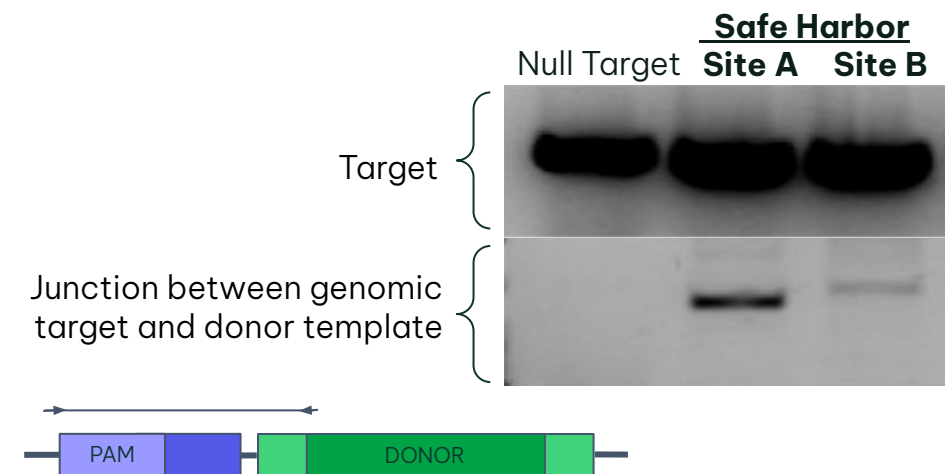 Safe Harbor
Null Target Site A Site B
Target
Junction between genomic
target and donor template
PAM
DONOR